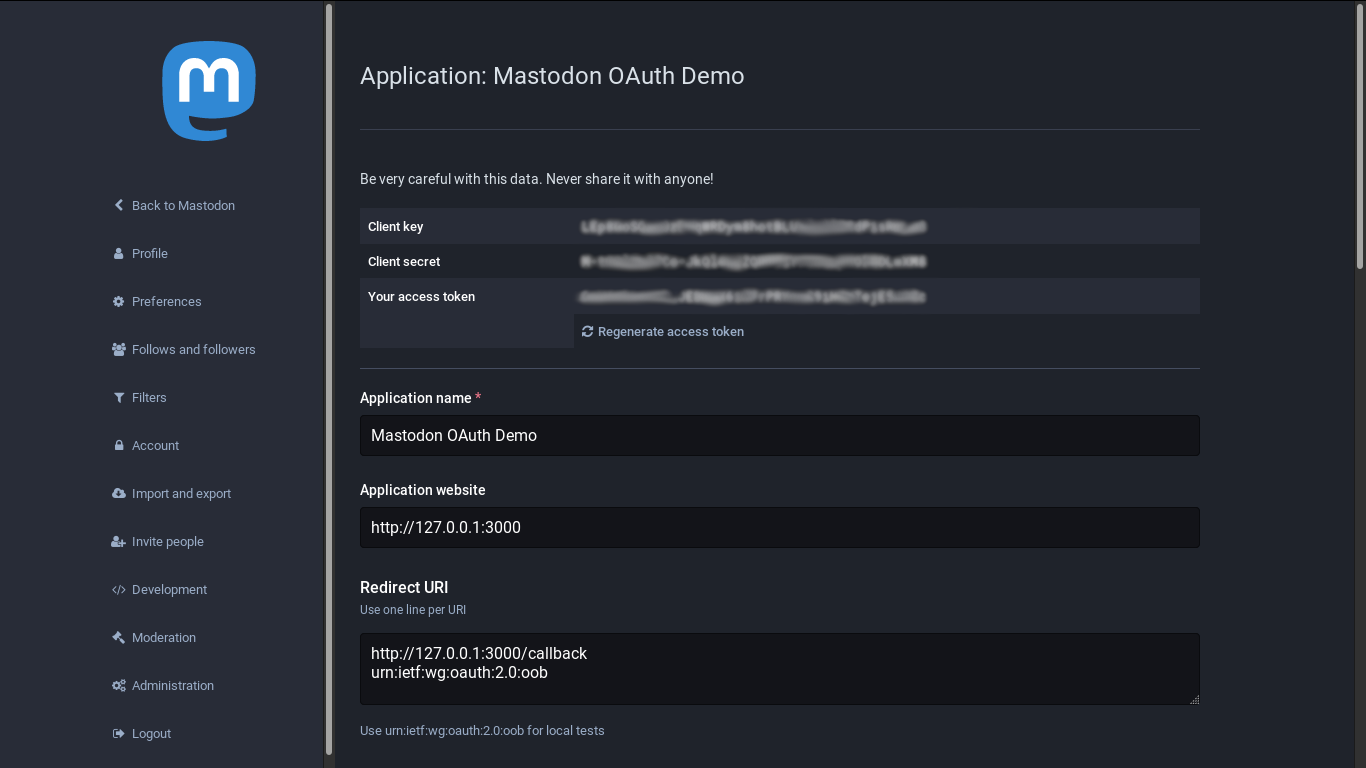 Back to Mastodon
Profile
Preferences
Follows and followers
Filters
Account
Import and export
Invite people
Development
Moderation
Administration
Logout
Application: Mastodon OAuth Demo
Be very careful with this data. Never share it with anyone!
Client key
Client secret
Your access token
Regenerate access token
Application name *
Mastodon OAuth Demo
Application website
http://127.0.0.1:3000
Redirect URI
Use one line per URI
http://127.0.0.1:3000/callback
urn:ietf:wg:oauth:2.0:oob
Use urn:ietf:wg:oauth:2.0:oob for local tests